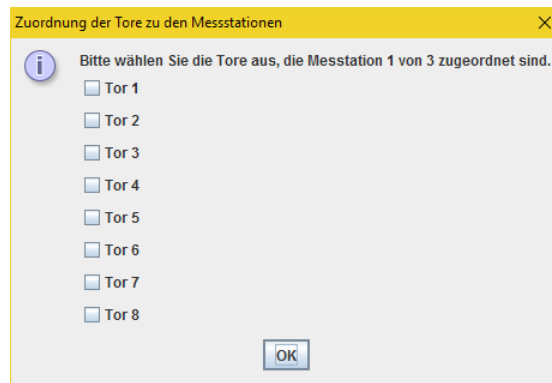 Zuordnung der Tore zu den Messstationen
Bitte wählen Sie die Tore aus, die Messtation 1 von 3 zugeordnet sind.
Tor 1
Tor 2
Tor 3
Tor 4
Tor 5
Tor 6
Tor 7
Tor 8
OK